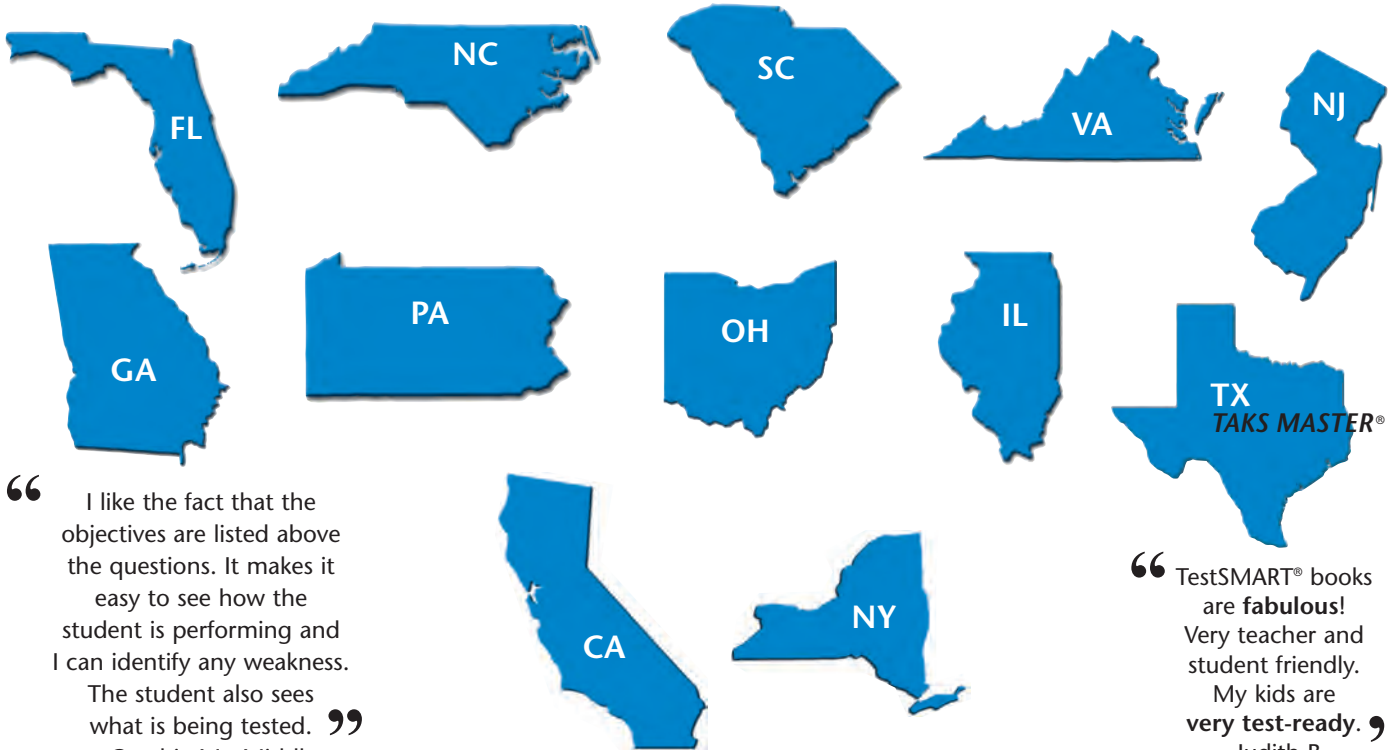 FL
NC
SC
VA
NJ
GA
PA
OH
IL
TX
TAKS MASTER®
CA
NY
“ I like the fact that the
objectives are listed above
the questions. It makes it
easy to see how the
student is performing and
I can identify any weakness.
The student also sees
what is being tested. ”
“ TestSMART® books
are fabulous!
Very teacher and
student friendly.
My kids are
very test-ready. ”
Judith B